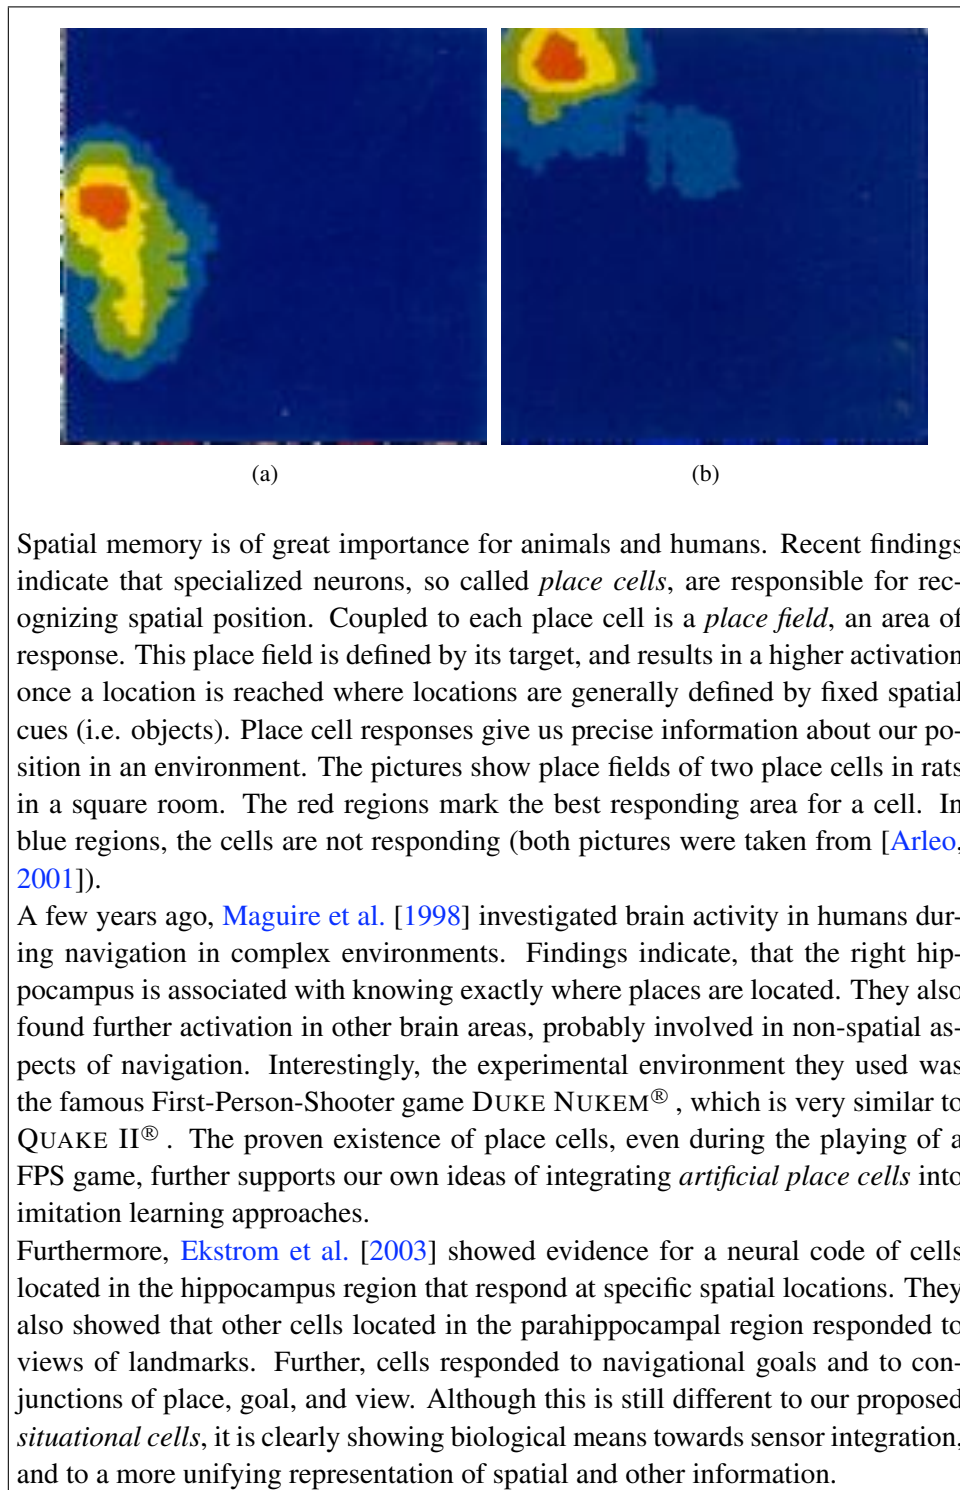 (a)
(b)
Spatial memory is of great importance for animals and humans. Recent findings
indicate that specialized neurons, so called place cells, are responsible for rec-
ognizing spatial position. Coupled to each place cell is a place field, an area of
response. This place field is defined by its target, and results in a higher activation
once a location is reached where locations are generally defined by fixed spatial
cues (i.e. objects). Place cell responses give us precise information about our po-
sition in an environment. The pictures show place fields of two place cells in rats
in a square room. The red regions mark the best responding area for a cell. In
blue regions, the cells are not responding (both pictures were taken from [Arleo,
2001]).
A few years ago, Maguire et al. [1998] investigated brain activity in humans dur-
ing navigation in complex environments. Findings indicate, that the right hip-
pocampus is associated with knowing exactly where places are located. They also
found further activation in other brain areas, probably involved in non-spatial as-
pects of navigation. Interestingly, the experimental environment they used was
the famous First-Person-Shooter game DUKE NUKEM® , which is very similar to
QUAKE II® . The proven existence of place cells, even during the playing of a
FPS game, further supports our own ideas of integrating artificial place cells into
imitation learning approaches.
Furthermore, Ekstrom et al. [2003] showed evidence for a neural code of cells
located in the hippocampus region that respond at specific spatial locations. They
also showed that other cells located in the parahippocampal region responded to
views of landmarks. Further, cells responded to navigational goals and to con-
junctions of place, goal, and view. Although this is still different to our proposed
situational cells, it is clearly showing biological means towards sensor integration,
and to a more unifying representation of spatial and other information.